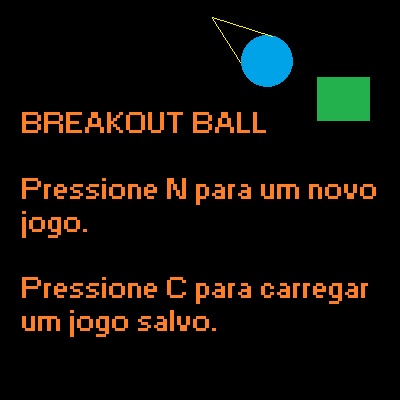 BREAKOUT BALL
Pressione N para um novo
jogo.
Pressione C para carregar
um jogo salvo.